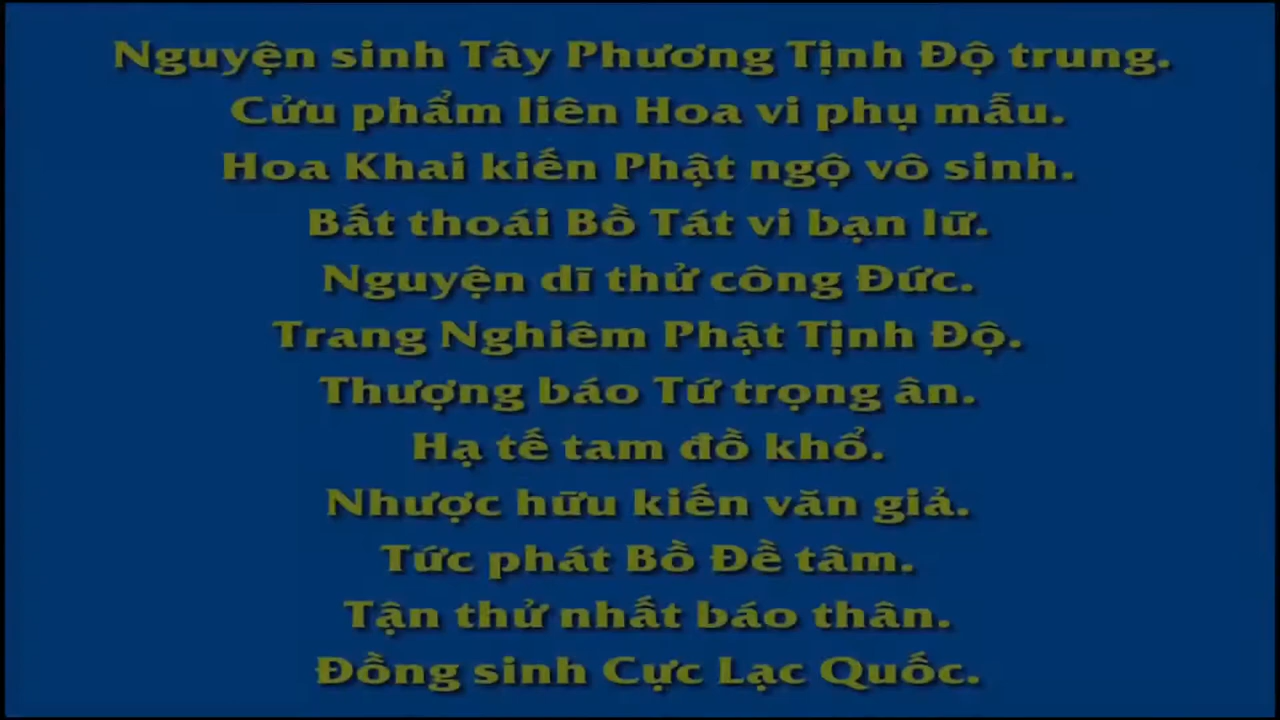 Nguyện sinh Tây Phương Tịnh Độ trung.
Cửu phẩm liên Hoa vi phụ mẫu.
Hoa Khai kiến Phật ngộ vô sinh.
Bất thoái Bồ Tát vi bạn lữ.
Nguyện dĩ thử công Đức.
Trang Nghiêm Phật Tịnh Độ.
Thượng báo Tứ trọng ân.
Hạ tế tam đồ khổ.
Nhược hữu kiến văn giả.
Tức phát Bồ Đề tâm.
Tận thử nhất báo thân.
Đồng sinh Cực Lạc Quốc.